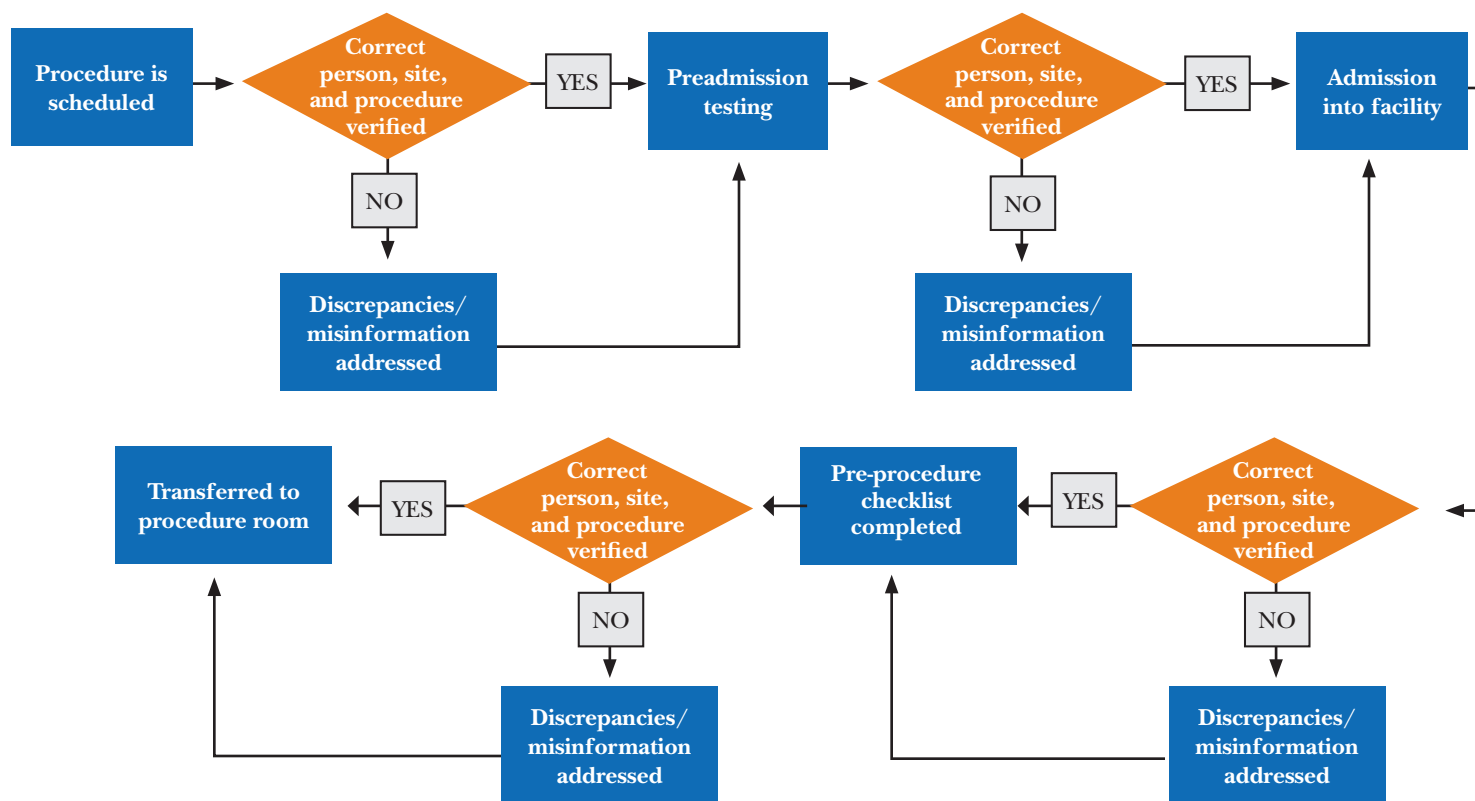 Procedure is
scheduled
Correct
person, site,
and procedure
verified
YES
NO
Discrepancies/
misinformation
addressed
Preadmission
testing
Correct
person, site,
and procedure
verified
YES
NO
Discrepancies/
misinformation
addressed
Admission
into facility
Correct
person, site,
and procedure
verified
YES
NO
Discrepancies/
misinformation
addressed
Pre-procedure
checklist
completed
Correct
person, site,
and procedure
verified
YES
NO
Discrepancies/
misinformation
addressed
Transferred to
procedure room